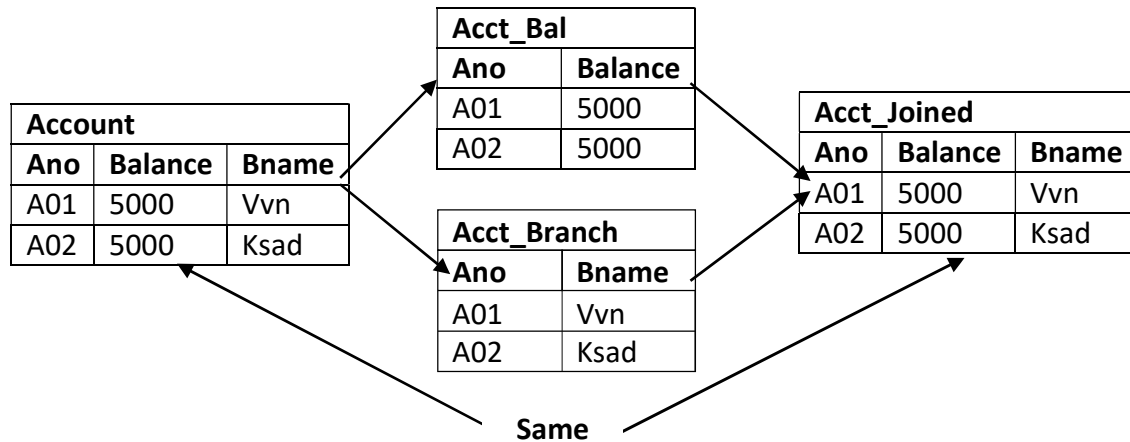 Account
Ano Balance Bname
A01 5000 Vvn
A02 5000 Ksad
Acct_Bal
Ano Balance
A01 5000
A02 5000
Acct_Branch
Ano Bname
A01 Vvn
A02 Ksad
Acct_Joined
Ano Balance Bname
A01 5000 Vvn
A02 5000 Ksad
Same